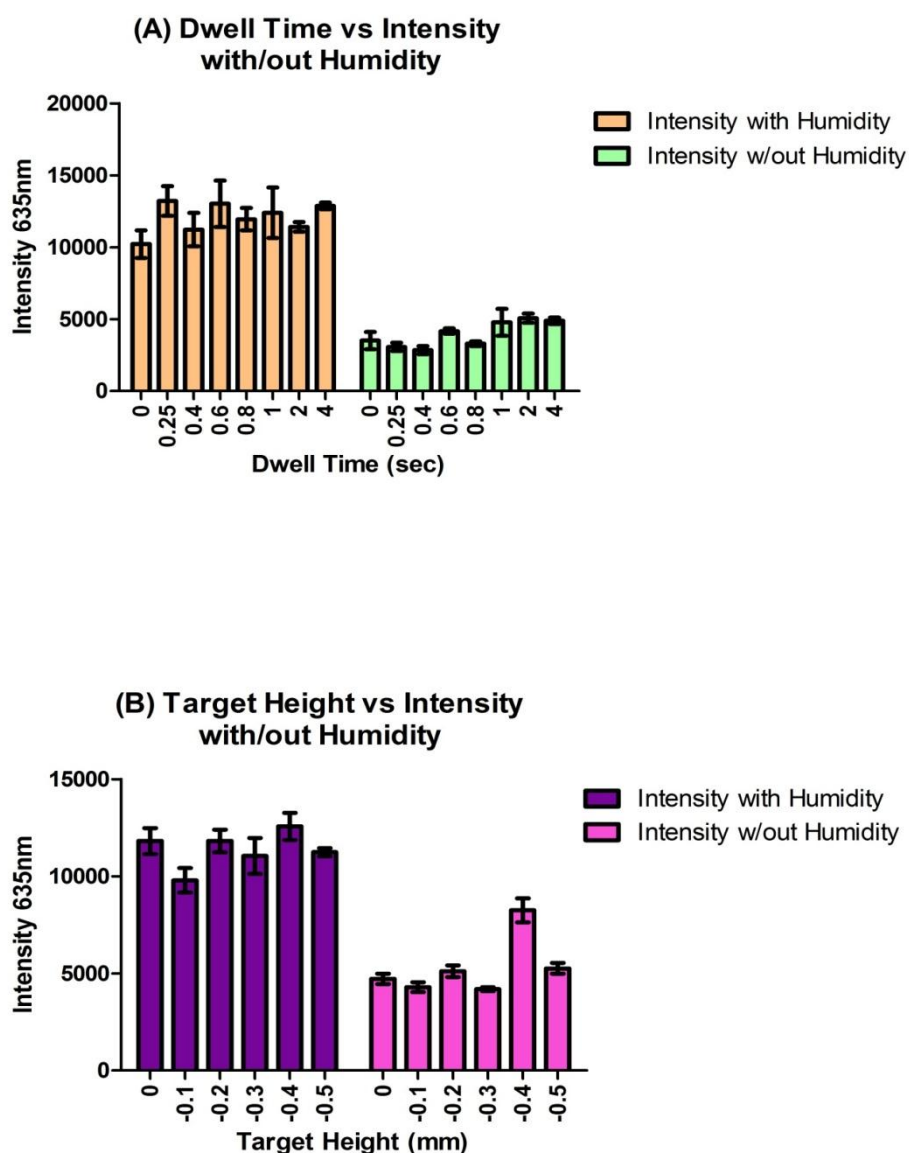 (A) Dwell Time vs Intensity
with/out Humidity
20000
15000
10000
5000
0
Intensity 635nm
Intensity with Humidity
Intensity w/out Humidity
0 0.25 0.4 0.6 0.8 1 2 4 0 0.25 0.4 0.6 0.8 1 2 4
Dwell Time (sec)
(B) Target Height vs Intensity
with/out Humidity
15000
10000
5000
0
Intensity 635nm
Intensity with Humidity
Intensity w/out Humidity
0 -0.1 -0.2 -0.3 -0.4 -0.5 0 -0.1 -0.2 -0.3 -0.4 -0.5
Target Height (mm)